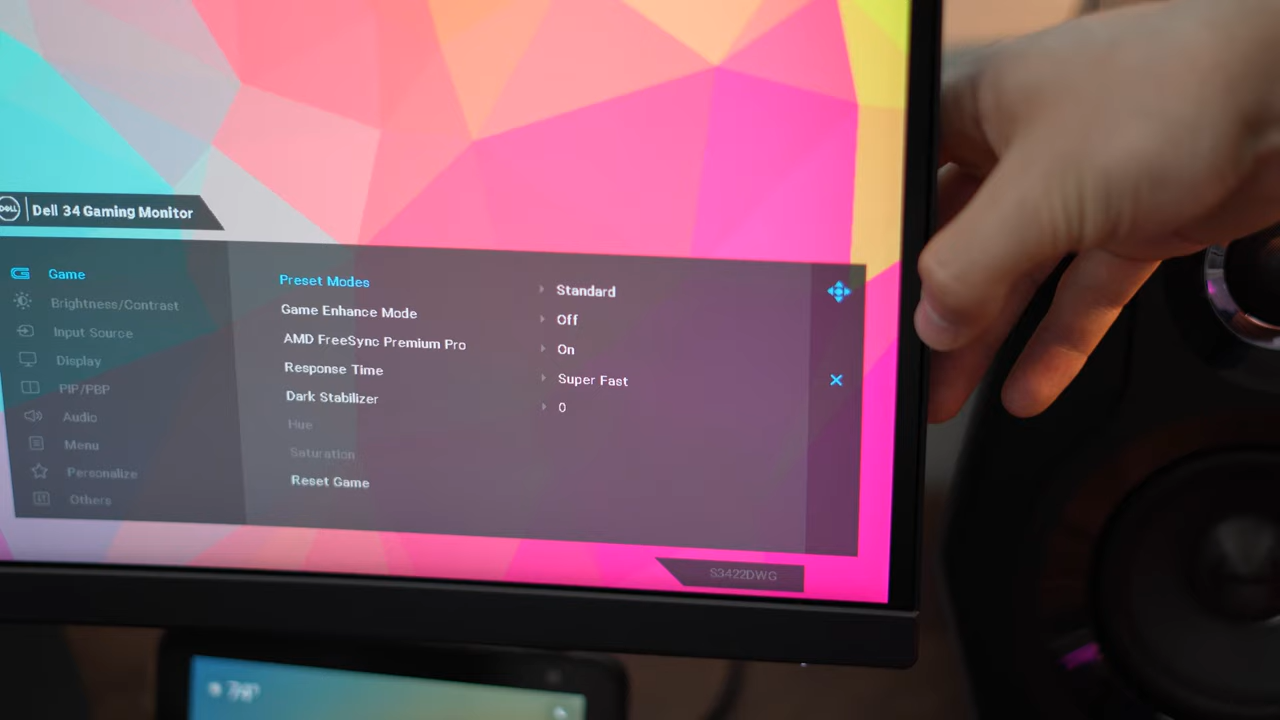 DELL Dell 34 Gaming Monitor
Game
Brightness/Contrast
Input Source
Display
PIP/PBP
Audio
Menu
Personalize
Others
Preset Modes Standard
Game Enhance Mode Off
AMD FreeSync Premium Pro On
Response Time Super Fast
Dark Stabilizer 0
Hue
Saturation
Reset Game
S3422DWG